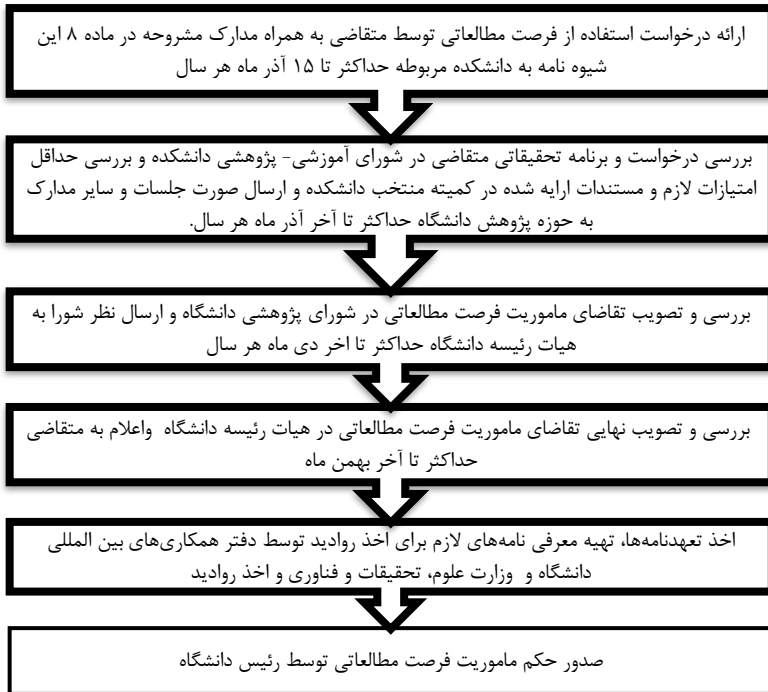 ارائه درخواست استفاده از فرصت مطالعاتی توسط متقاضی به همراه مدارک مشروحه در ماده ۸ این
شیوه نامه به دانشکده مربوطه حداکثر تا ۱۵ آذر ماه هر سال
بررسی درخواست و برنامه تحقیقاتی متقاضی در شورای آموزشی- پژوهشی دانشکده و بررسی حداقل
امتیازات لازم و مستندات ارایه شده در کمیته منتخب دانشکده و ارسال صورت جلسات و سایر مدارک
به حوزه پژوهش دانشگاه حداکثر تا آخر آذر ماه هر سال.
بررسی و تصویب تقاضای ماموریت فرصت مطالعاتی در شورای پژوهشی دانشگاه و ارسال نظر شورا به
هیات رئیسه دانشگاه حداکثر تا اخر دی ماه هر سال
بررسی و تصویب نهایی تقاضای ماموریت فرصت مطالعاتی در هیات رئیسه دانشگاه واعلام به متقاضی
حداکثر تا آخر بهمن ماه
اخذ تعهدنامه‌ها، تهیه معرفی نامه‌های لازم برای اخذ روادید توسط دفتر همکاری‌های بین المللی
دانشگاه و وزارت علوم، تحقیقات و فناوری و اخذ روادید
صدور حکم ماموریت فرصت مطالعاتی توسط رئیس دانشگاه